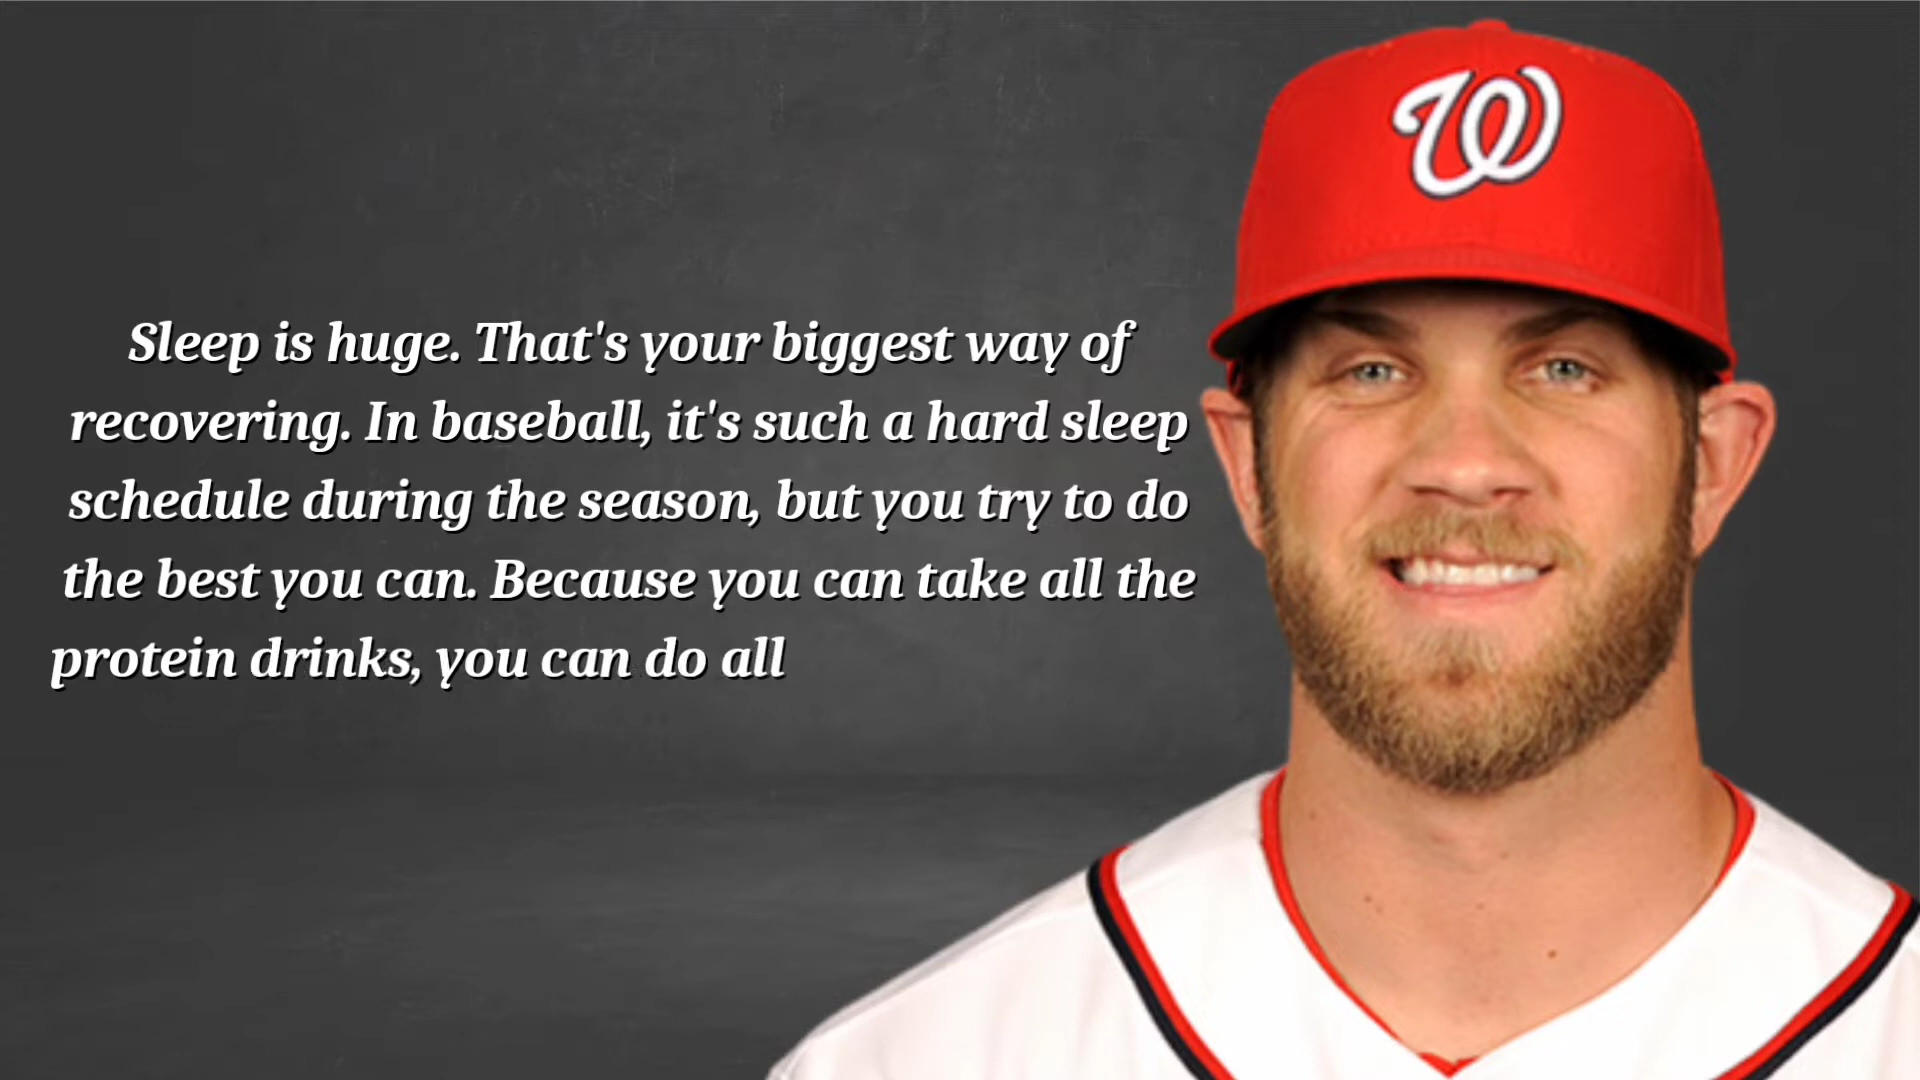 Sleep is huge. That's your biggest way of
recovering. In baseball, it's such a hard sleep
schedule during the season, but you try to do
the best you can. Because you can take all the
protein drinks, you can do all
W